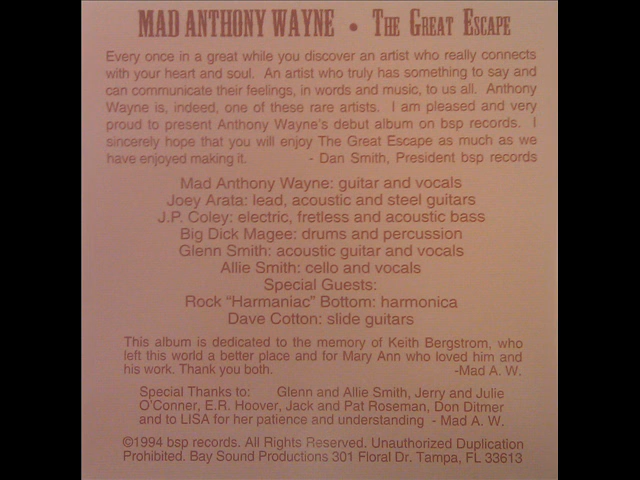 MAD ANTHONY WAYNE • THE GREAT ESCAPE
Every once in a great while you discover an artist who really connects
with your heart and soul. An artist who truly has something to say and
can communicate their feelings, in words and music, to us all. Anthony
Wayne is, indeed, one of these rare artists. I am pleased and very
proud to present Anthony Wayne's debut album on bsp records. I
sincerely hope that you will enjoy The Great Escape as much as we
have enjoyed making it. - Dan Smith, President bsp records
Mad Anthony Wayne: guitar and vocals
Joey Arata: lead, acoustic and steel guitars
J.P. Coley: electric, fretless and acoustic bass
Big Dick Magee: drums and percussion
Glenn Smith: acoustic guitar and vocals
Allie Smith: cello and vocals
Special Guests:
Rock "Harmaniac" Bottom: harmonica
Dave Cotton: slide guitars
This album is dedicated to the memory of Keith Bergstrom, who
left this world a better place and for Mary Ann who loved him and
his work. Thank you both. -Mad A. W.
Special Thanks to: Glenn and Allie Smith, Jerry and Julie
O'Conner, E.R. Hoover, Jack and Pat Roseman, Don Ditmer
and to LISA for her patience and understanding - Mad A. W.
©1994 bsp records. All Rights Reserved. Unauthorized Duplication
Prohibited. Bay Sound Productions 301 Floral Dr. Tampa, FL 33613